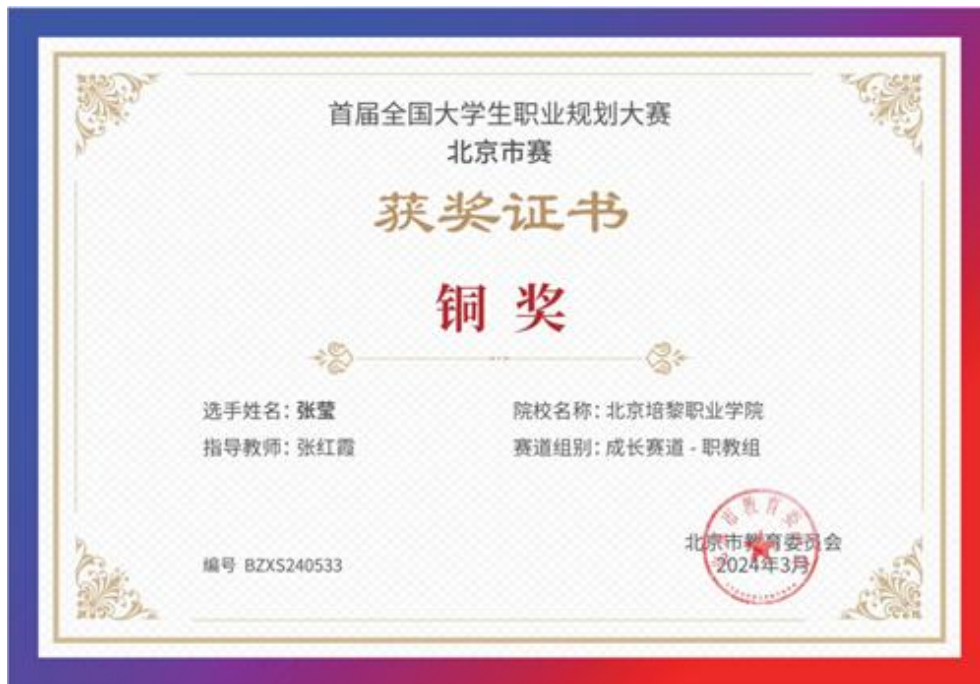 首届全国大学生职业规划大赛
北京市赛
获奖证书
铜奖
选手姓名：张莹
院校名称：北京培黎职业学院
指导教师：张红霞
赛道组别：成长赛道 - 职教组
北京市教育委员会
编号 BZXS240533
2024年3月